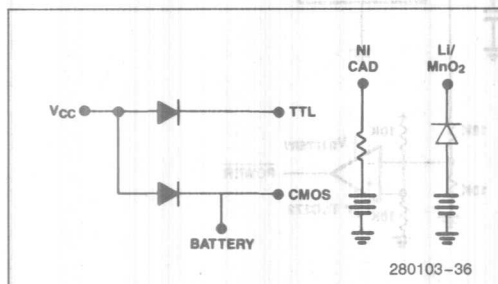 NI
CAD
Li/
MnO₂
VCC
TTL
CMOS
BATTERY
280103-36